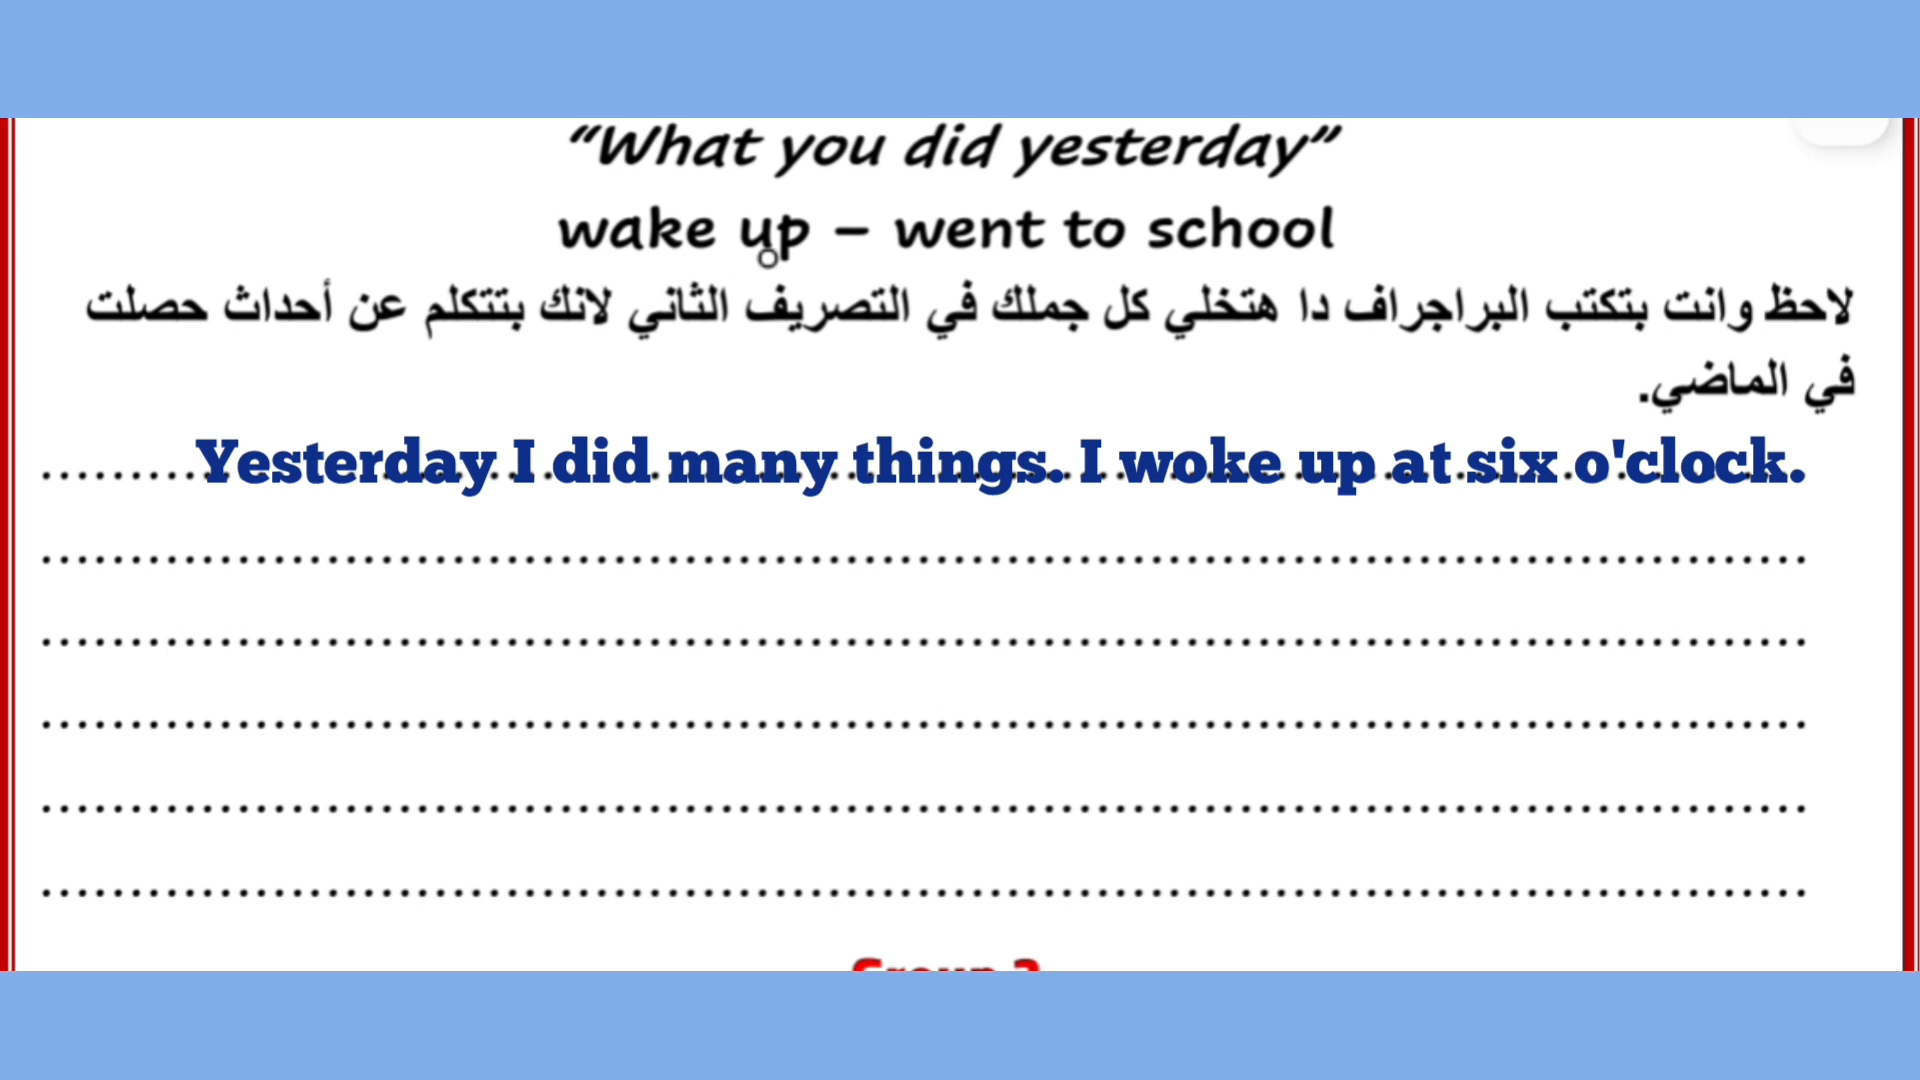 “What you did yesterday”
wake up – went to school
لاحظ وانت بتكتب البراجراف دا هتخلي كل جملك في التصريف الثاني لانك بتتكلم عن أحداث حصلت
في الماضي.
Yesterday I did many things. I woke up at six o'clock.